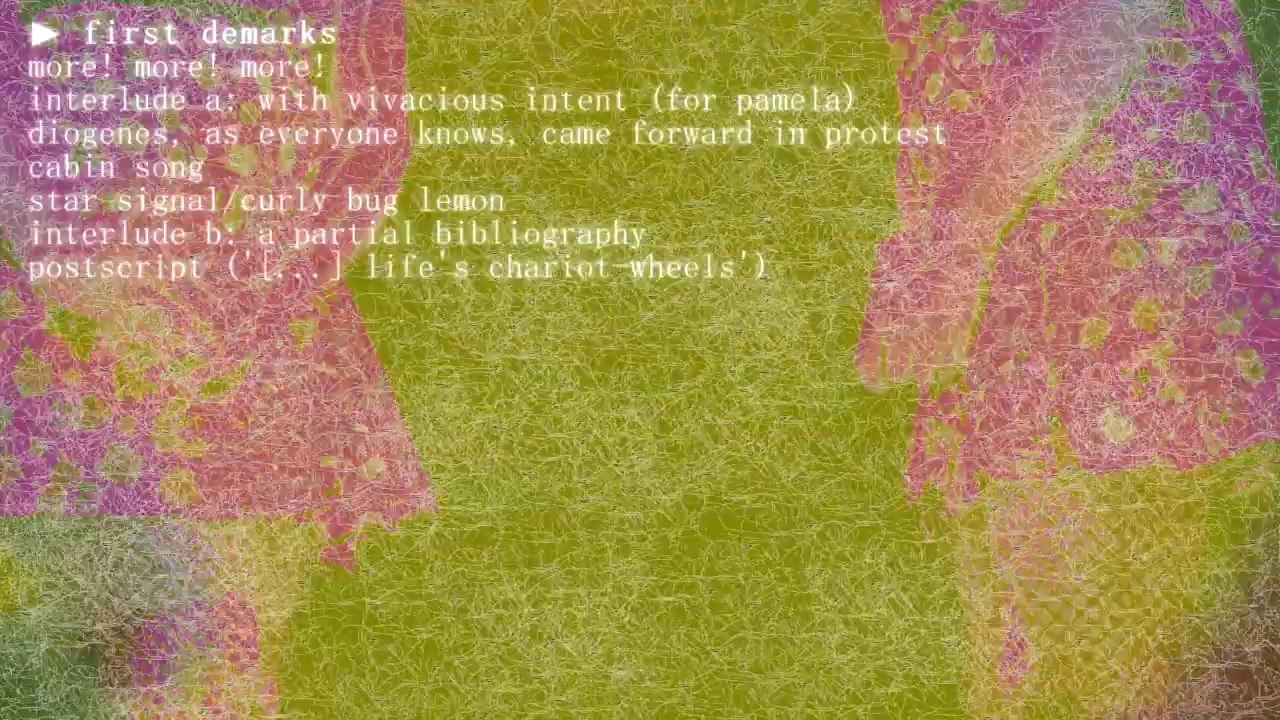 ▶ first demarks
more! more! more!
interlude a: with vivacious intent (for pamela)
diogenes, as everyone knows, came forward in protest
cabin song
star signal/curly bug lemon
interlude b: a partial bibliography
postscript ('[...] life's chariot-wheels')